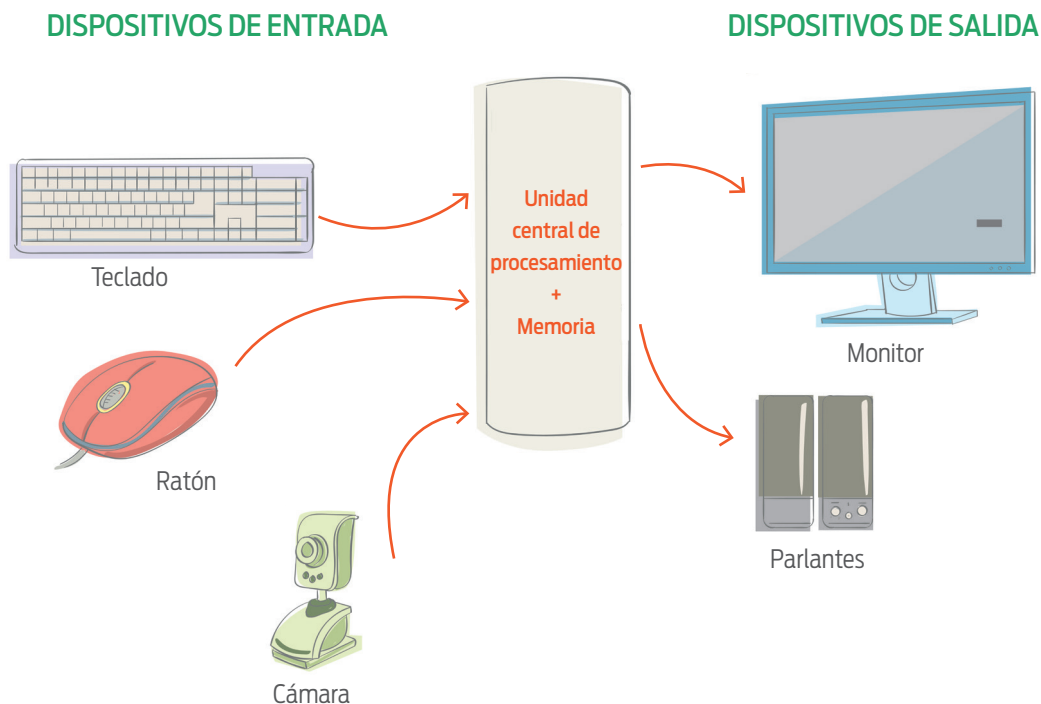 DISPOSITIVOS DE ENTRADA
DISPOSITIVOS DE SALIDA
Teclado
Ratón
Cámara
Unidad
central de
procesamiento
+
Memoria
Monitor
Parlantes